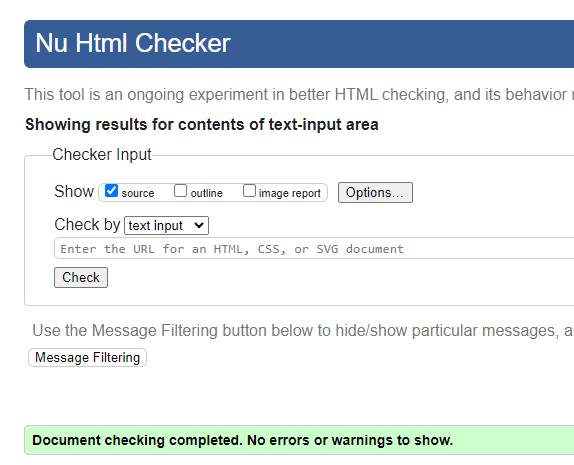 Nu Html Checker
This tool is an ongoing experiment in better HTML checking, and its behavior
Showing results for contents of text-input area
Checker Input
Show source outline image report Options...
Check by text input
Enter the URL for an HTML, CSS, or SVG document
Check
Use the Message Filtering button below to hide/show particular messages, a
Message Filtering
Document checking completed. No errors or warnings to show.